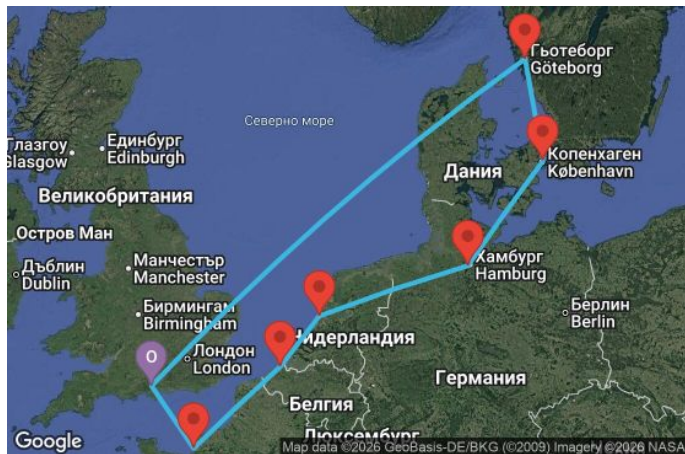 Гьотеборг
Göteborg
Северно море
Глазгоу
Glasgow
Единбург
Edinburgh
Копенхаген
København
Дания
Великобритания
Остров Ман
Дъблин
Dublin
Манчестър
Manchester
Хамбург
Hamburg
Бирмингам
Birmingham
Берлин
Berlin
Нидерландия
O
Лондон
London
Германия
Белгия
Люксембург
Google
Map data ©2026 GeoBasis-DE/BKG (©2009) Imagery ©2026 NASA